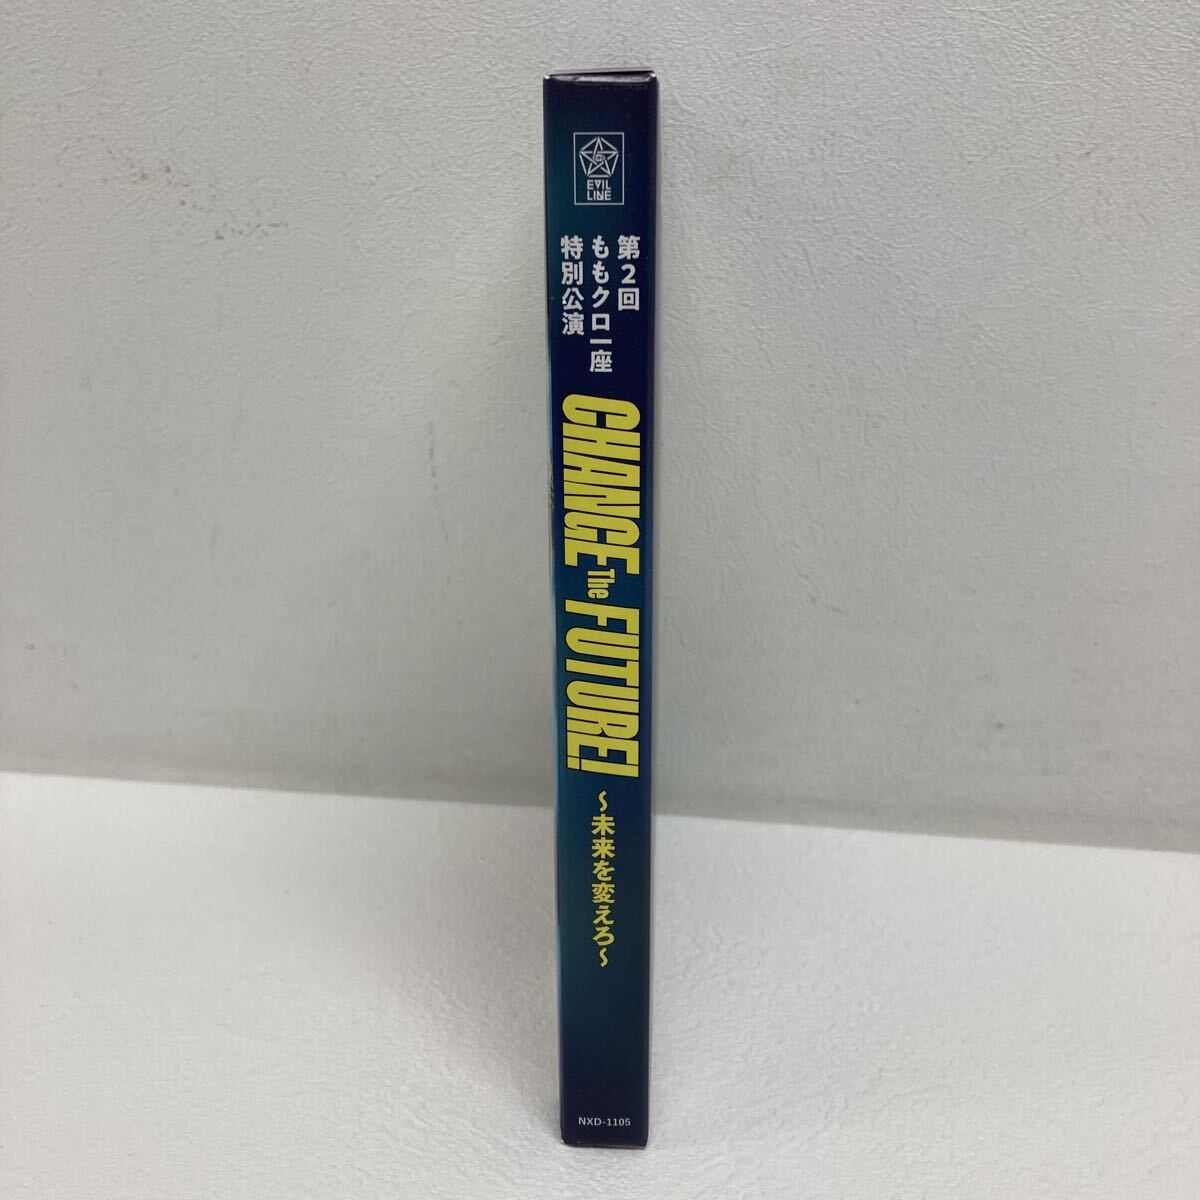 EVIL
LINE
第2回
ももクロ一座
特別公演
CHANGE The FUTURE!
～未来を変えろ～
NXD-1105